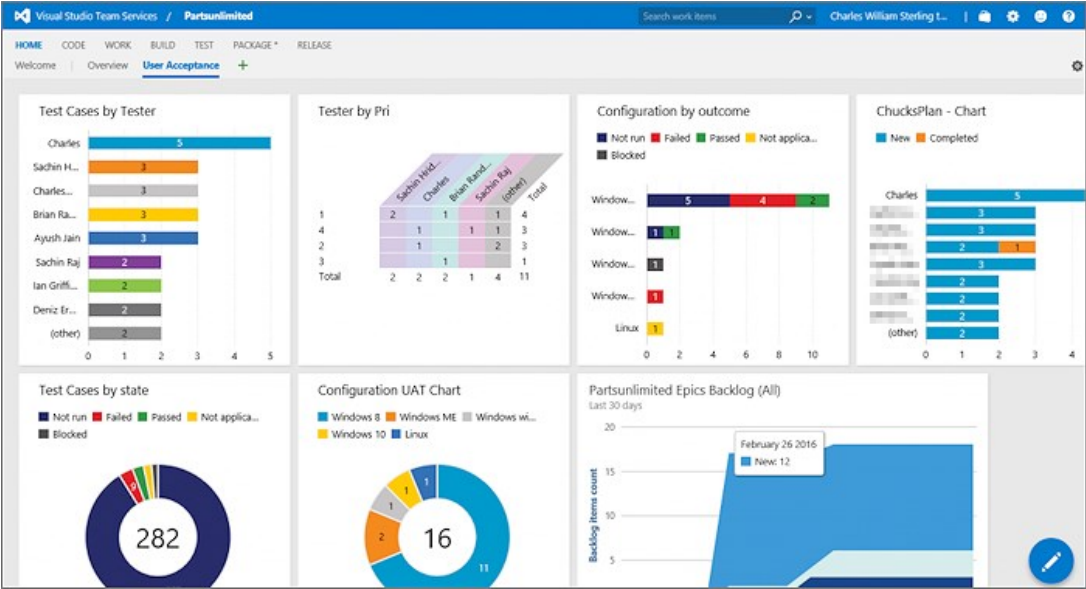 Visual Studio Team Services / Partsunlimited
Search work items
Charles William Sterling t...
HOME CODE WORK BUILD TEST PACKAGE * RELEASE
Welcome Overview User Acceptance +
Test Cases by Tester
Charles 5
Sachin H... 3
Charles... 3
Brian Ra... 3
Ayush Jain 3
Sachin Raj 2
Ian Griffi... 2
Deniz Er... 2
(other) 2
0 1 2 3 4 5
Tester by Pri
Sachin Hrid... Charles Brian Rand... Sachin Raj (other) Total
1 2 1 1 4
4 1 1 1 3
2 1 2 3
3 1 1
Total 2 2 2 1 4 11
Configuration by outcome
Not run Failed Passed Not applica...
Blocked
Window... 5 4 2
Window... 1 1
Window... 1
Window... 1
Linux 1
0 2 4 6 8 10
ChucksPlan - Chart
New Completed
Charles 5
3
3
2 1
3
2
2
2
(other) 2
0 1 2 3 4
Test Cases by state
Not run Failed Passed Not applica...
Blocked
9
282
Configuration UAT Chart
Windows 8 Windows ME Windows wi...
Windows 10 Linux
1
1
1
2
16
11
Partsunlimited Epics Backlog (All)
Last 30 days
Backlog items count
20
15
10
5
February 26 2016
New: 12